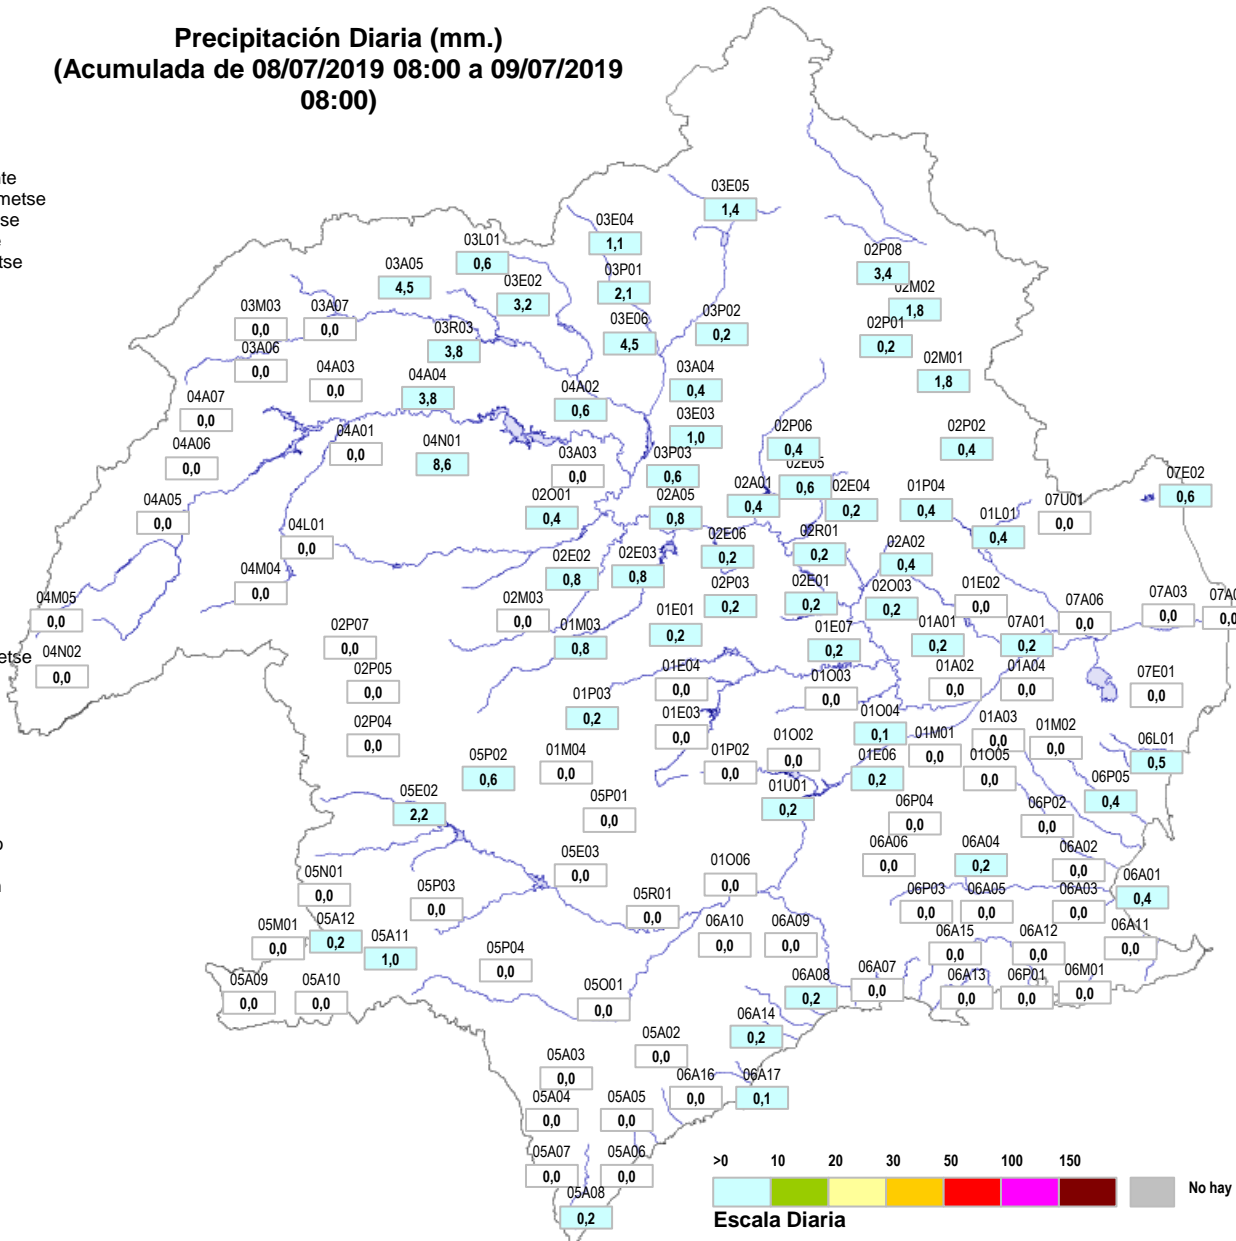 Precipitación Diaria (mm.)
(Acumulada de 08/07/2019 08:00 a 09/07/2019
08:00)
te
metse
se
e
tse
03E05
1,4
03E04
1,1
03L01
0,6
02P08
3,4
03A05
4,5
03E02
3,2
03P01
2,1
02M02
1,8
03M03
0,0
03A07
0,0
03R03
3,8
03E06
4,5
03P02
0,2
02P01
0,2
03A06
0,0
04A03
0,0
04A04
3,8
04A02
0,6
03A04
0,4
02M01
1,8
04A07
0,0
04A01
0,0
04N01
8,6
03E03
1,0
02P06
0,4
02P02
0,4
04A06
0,0
03A03
0,0
03P03
0,6
02E05
0,6
07E02
0,6
04A05
0,0
02O01
0,4
02A05
0,8
02A01
0,4
02E04
0,2
01P04
0,4
07U01
0,0
04L01
0,0
02E06
0,2
02R01
0,2
02A02
0,4
01L01
0,4
04M04
0,0
02E02
0,8
02E03
0,8
02P03
0,2
02E01
0,2
02O03
0,2
01E02
0,0
07A06
0,0
07A03
0,0
07A0
0,0
04M05
0,0
02M03
0,0
01M03
0,8
01E01
0,2
01E07
0,2
01A01
0,2
07A01
0,2
02P07
0,0
etse
04N02
0,0
02P05
0,0
01E04
0,0
01O03
0,0
01A02
0,0
01A04
0,0
07E01
0,0
02P04
0,0
01P03
0,2
01E03
0,0
01O04
0,1
01M01
0,0
01A03
0,0
01M02
0,0
06L01
0,5
05P02
0,6
01M04
0,0
01P02
0,0
01O02
0,0
01E06
0,2
01O05
0,0
06P05
0,4
05E02
2,2
05P01
0,0
01U01
0,2
06P04
0,0
06P02
0,0
o
05E03
0,0
01O06
0,0
06A06
0,0
06A04
0,2
06A02
0,0
n
05N01
0,0
05P03
0,0
05R01
0,0
06P03
0,0
06A05
0,0
06A03
0,0
06A01
0,4
05M01
0,0
05A12
0,2
05A11
1,0
06A10
0,0
06A09
0,0
06A15
0,0
06A12
0,0
06A11
0,0
05P04
0,0
05A09
0,0
05A10
0,0
05O01
0,0
06A08
0,2
06A07
0,0
06A13
0,0
06P01
0,0
06M01
0,0
05A02
0,0
06A14
0,2
05A03
0,0
06A16
0,0
06A17
0,1
05A04
0,0
05A05
0,0
05A07
0,0
05A06
0,0
05A08
0,2
>0 10 20 30 50 100 150
No hay
Escala Diaria